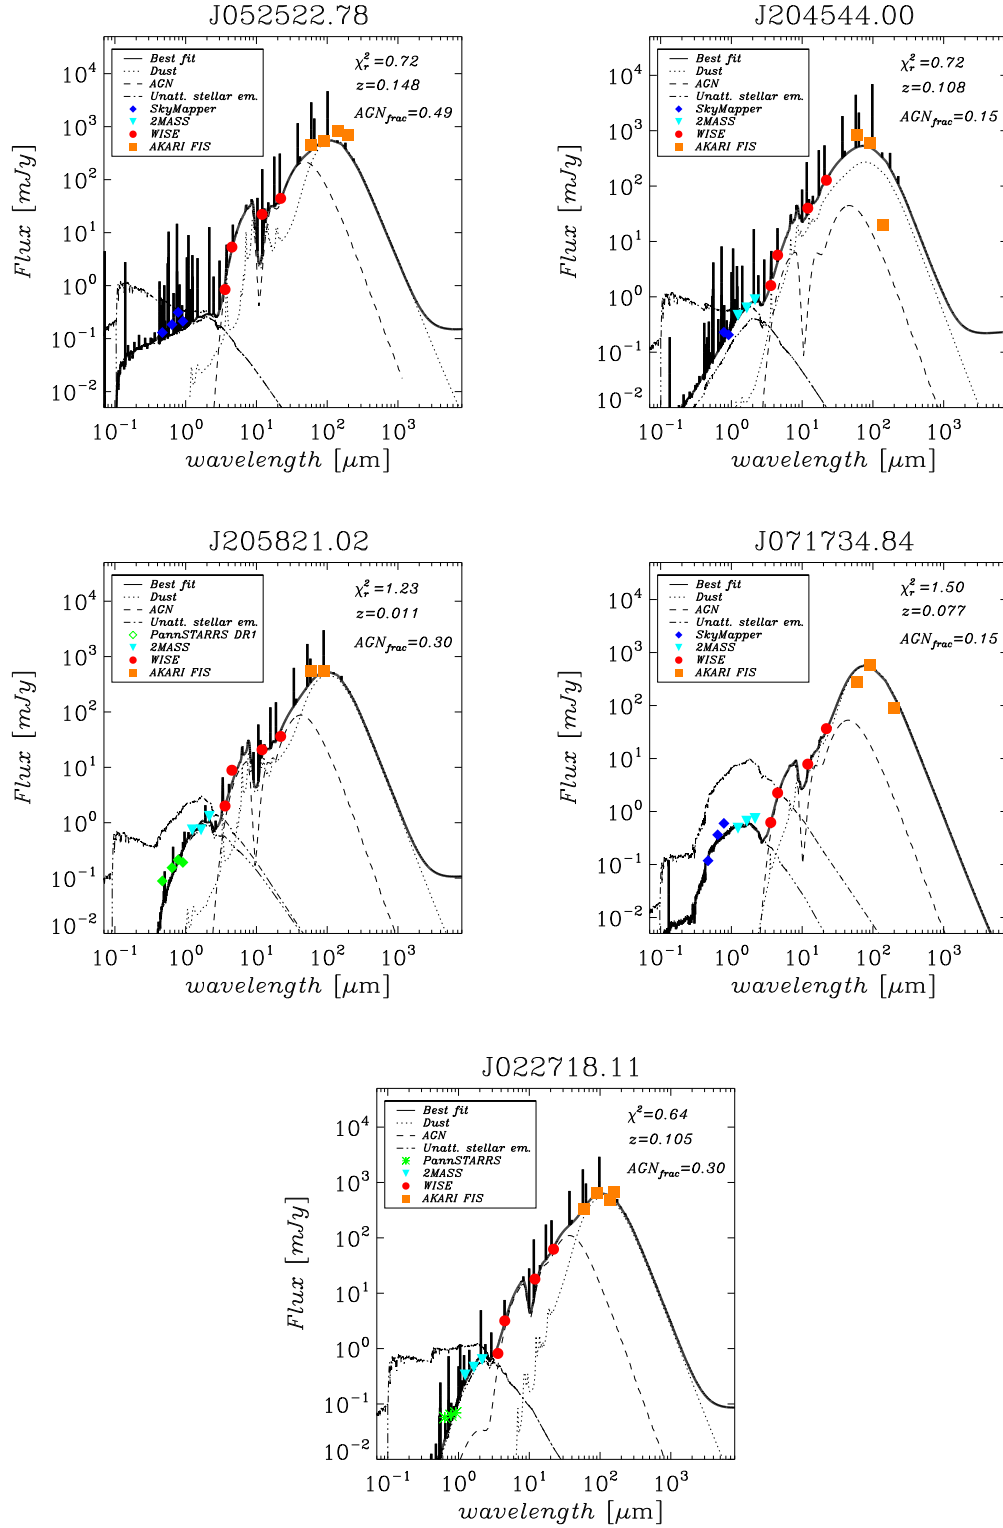 J052522.78
Best fit
Dust
AGN
Unatt. stellar em.
SkyMapper
2MASS
WISE
AKARI FIS
χ²ᵣ=0.72
z=0.148
AGN_frac=0.49
10⁴
10³
10²
10¹
10⁰
10⁻¹
10⁻²
Flux [mJy]
10⁻¹ 10⁰ 10¹ 10² 10³
wavelength [μm]
J204544.00
Best fit
Dust
AGN
Unatt. stellar em.
SkyMapper
2MASS
WISE
AKARI FIS
χ²ᵣ=0.72
z=0.108
AGN_frac=0.15
10⁴
10³
10²
10¹
10⁰
10⁻¹
10⁻²
Flux [mJy]
10⁻¹ 10⁰ 10¹ 10² 10³
wavelength [μm]
J205821.02
Best fit
Dust
AGN
Unatt. stellar em.
PannSTARRS DR1
2MASS
WISE
AKARI FIS
χ²ᵣ=1.23
z=0.011
AGN_frac=0.30
10⁴
10³
10²
10¹
10⁰
10⁻¹
10⁻²
Flux [mJy]
10⁻¹ 10⁰ 10¹ 10² 10³
wavelength [μm]
J071734.84
Best fit
Dust
AGN
Unatt. stellar em.
SkyMapper
2MASS
WISE
AKARI FIS
χ²ᵣ=1.50
z=0.077
AGN_frac=0.15
10⁴
10³
10²
10¹
10⁰
10⁻¹
10⁻²
Flux [mJy]
10⁻¹ 10⁰ 10¹ 10² 10³
wavelength [μm]
J022718.11
Best fit
Dust
AGN
Unatt. stellar em.
PannSTARRS
2MASS
WISE
AKARI FIS
χ²=0.64
z=0.105
AGN_frac=0.30
10⁴
10³
10²
10¹
10⁰
10⁻¹
10⁻²
Flux [mJy]
10⁻¹ 10⁰ 10¹ 10² 10³
wavelength [μm]